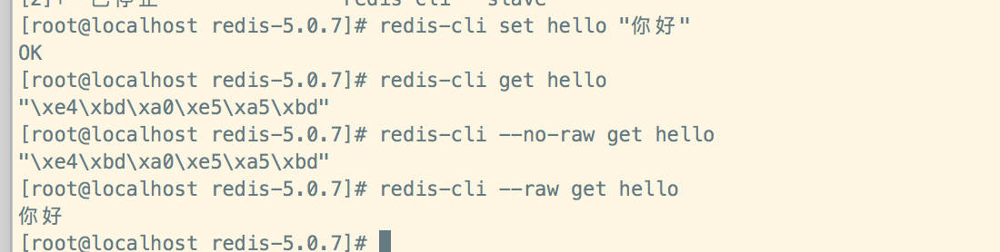 redis-cli --slave
[root@localhost redis-5.0.7]# redis-cli set hello "你好"
OK
[root@localhost redis-5.0.7]# redis-cli get hello
"\xe4\xbd\xa0\xe5\xa5\xbd"
[root@localhost redis-5.0.7]# redis-cli --no-raw get hello
"\xe4\xbd\xa0\xe5\xa5\xbd"
[root@localhost redis-5.0.7]# redis-cli --raw get hello
你好
[root@localhost redis-5.0.7]#